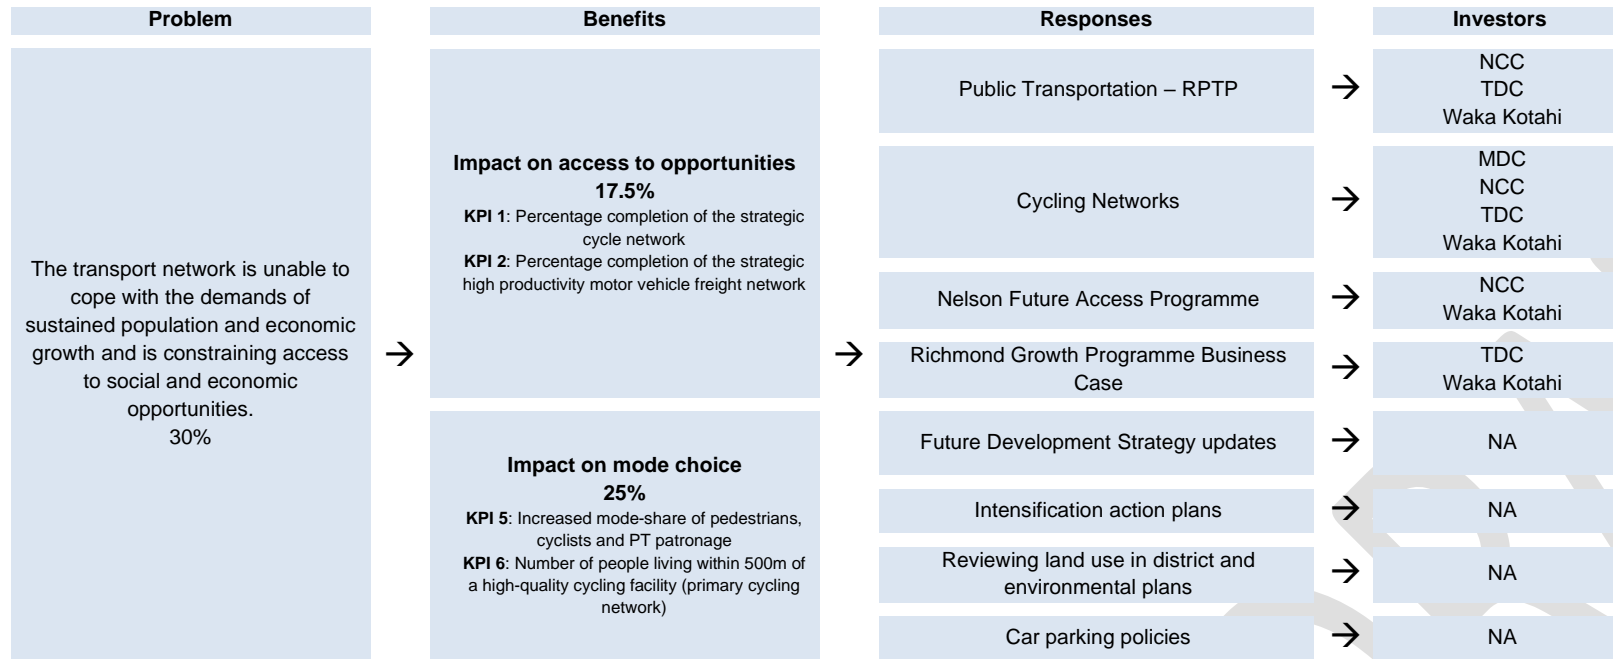 Problem
Benefits
Responses
Investors
The transport network is unable to
cope with the demands of
sustained population and economic
growth and is constraining access
to social and economic
opportunities.
30%
→
Impact on access to opportunities
17.5%
KPI 1: Percentage completion of the strategic
cycle network
KPI 2: Percentage completion of the strategic
high productivity motor vehicle freight network
Impact on mode choice
25%
KPI 5: Increased mode-share of pedestrians,
cyclists and PT patronage
KPI 6: Number of people living within 500m of
a high-quality cycling facility (primary cycling
network)
→
Public Transportation – RPTP
→
NCC
TDC
Waka Kotahi
Cycling Networks
→
MDC
NCC
TDC
Waka Kotahi
Nelson Future Access Programme
→
NCC
Waka Kotahi
Richmond Growth Programme Business
Case
→
TDC
Waka Kotahi
Future Development Strategy updates
→
NA
Intensification action plans
→
NA
Reviewing land use in district and
environmental plans
→
NA
Car parking policies
→
NA